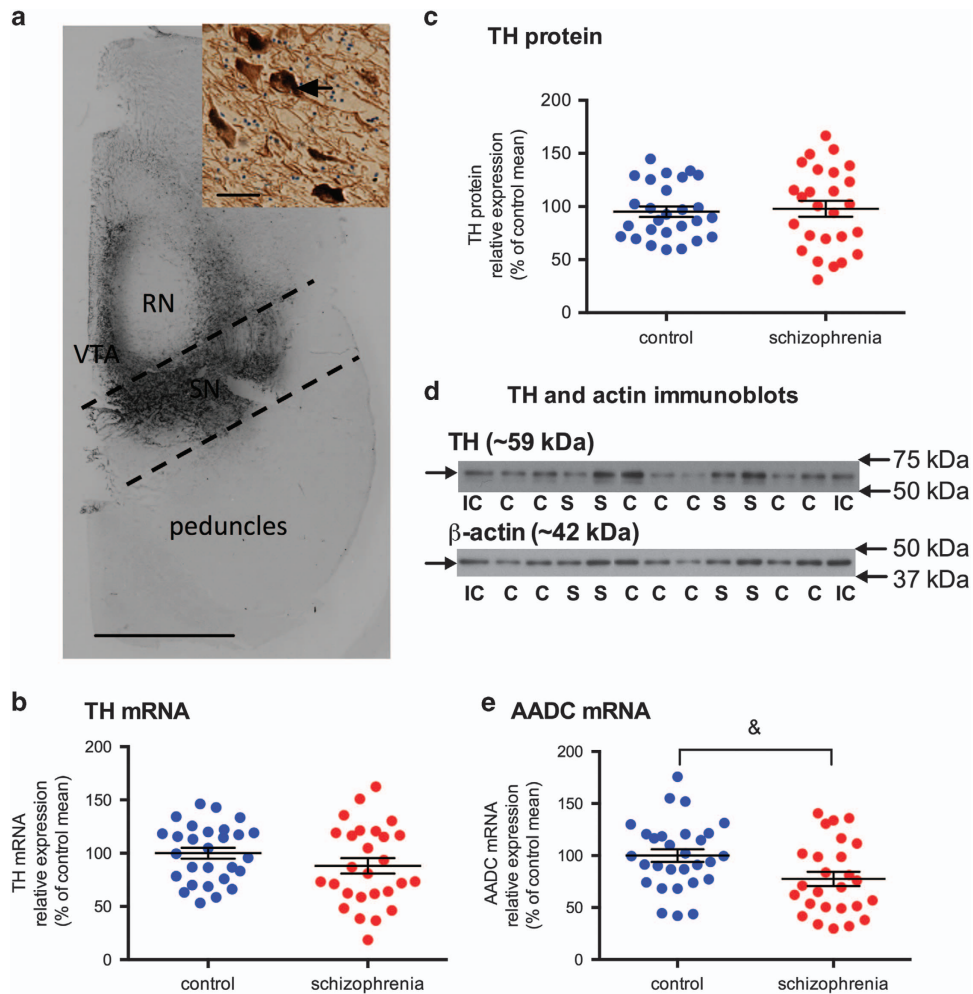 a
RN
VTA
SN
peduncles
b TH mRNA
TH mRNA
relative expression
(% of control mean)
200
150
100
50
0
control schizophrenia
c TH protein
TH protein
relative expression
(% of control mean)
200
150
100
50
0
control schizophrenia
d TH and actin immunoblots
TH (~59 kDa)
75 kDa
50 kDa
IC C C S S C C C S S C C IC
β-actin (~42 kDa)
50 kDa
37 kDa
IC C C S S C C C S S C C IC
e AADC mRNA
&
AADC mRNA
relative expression
(% of control mean)
200
150
100
50
0
control schizophrenia